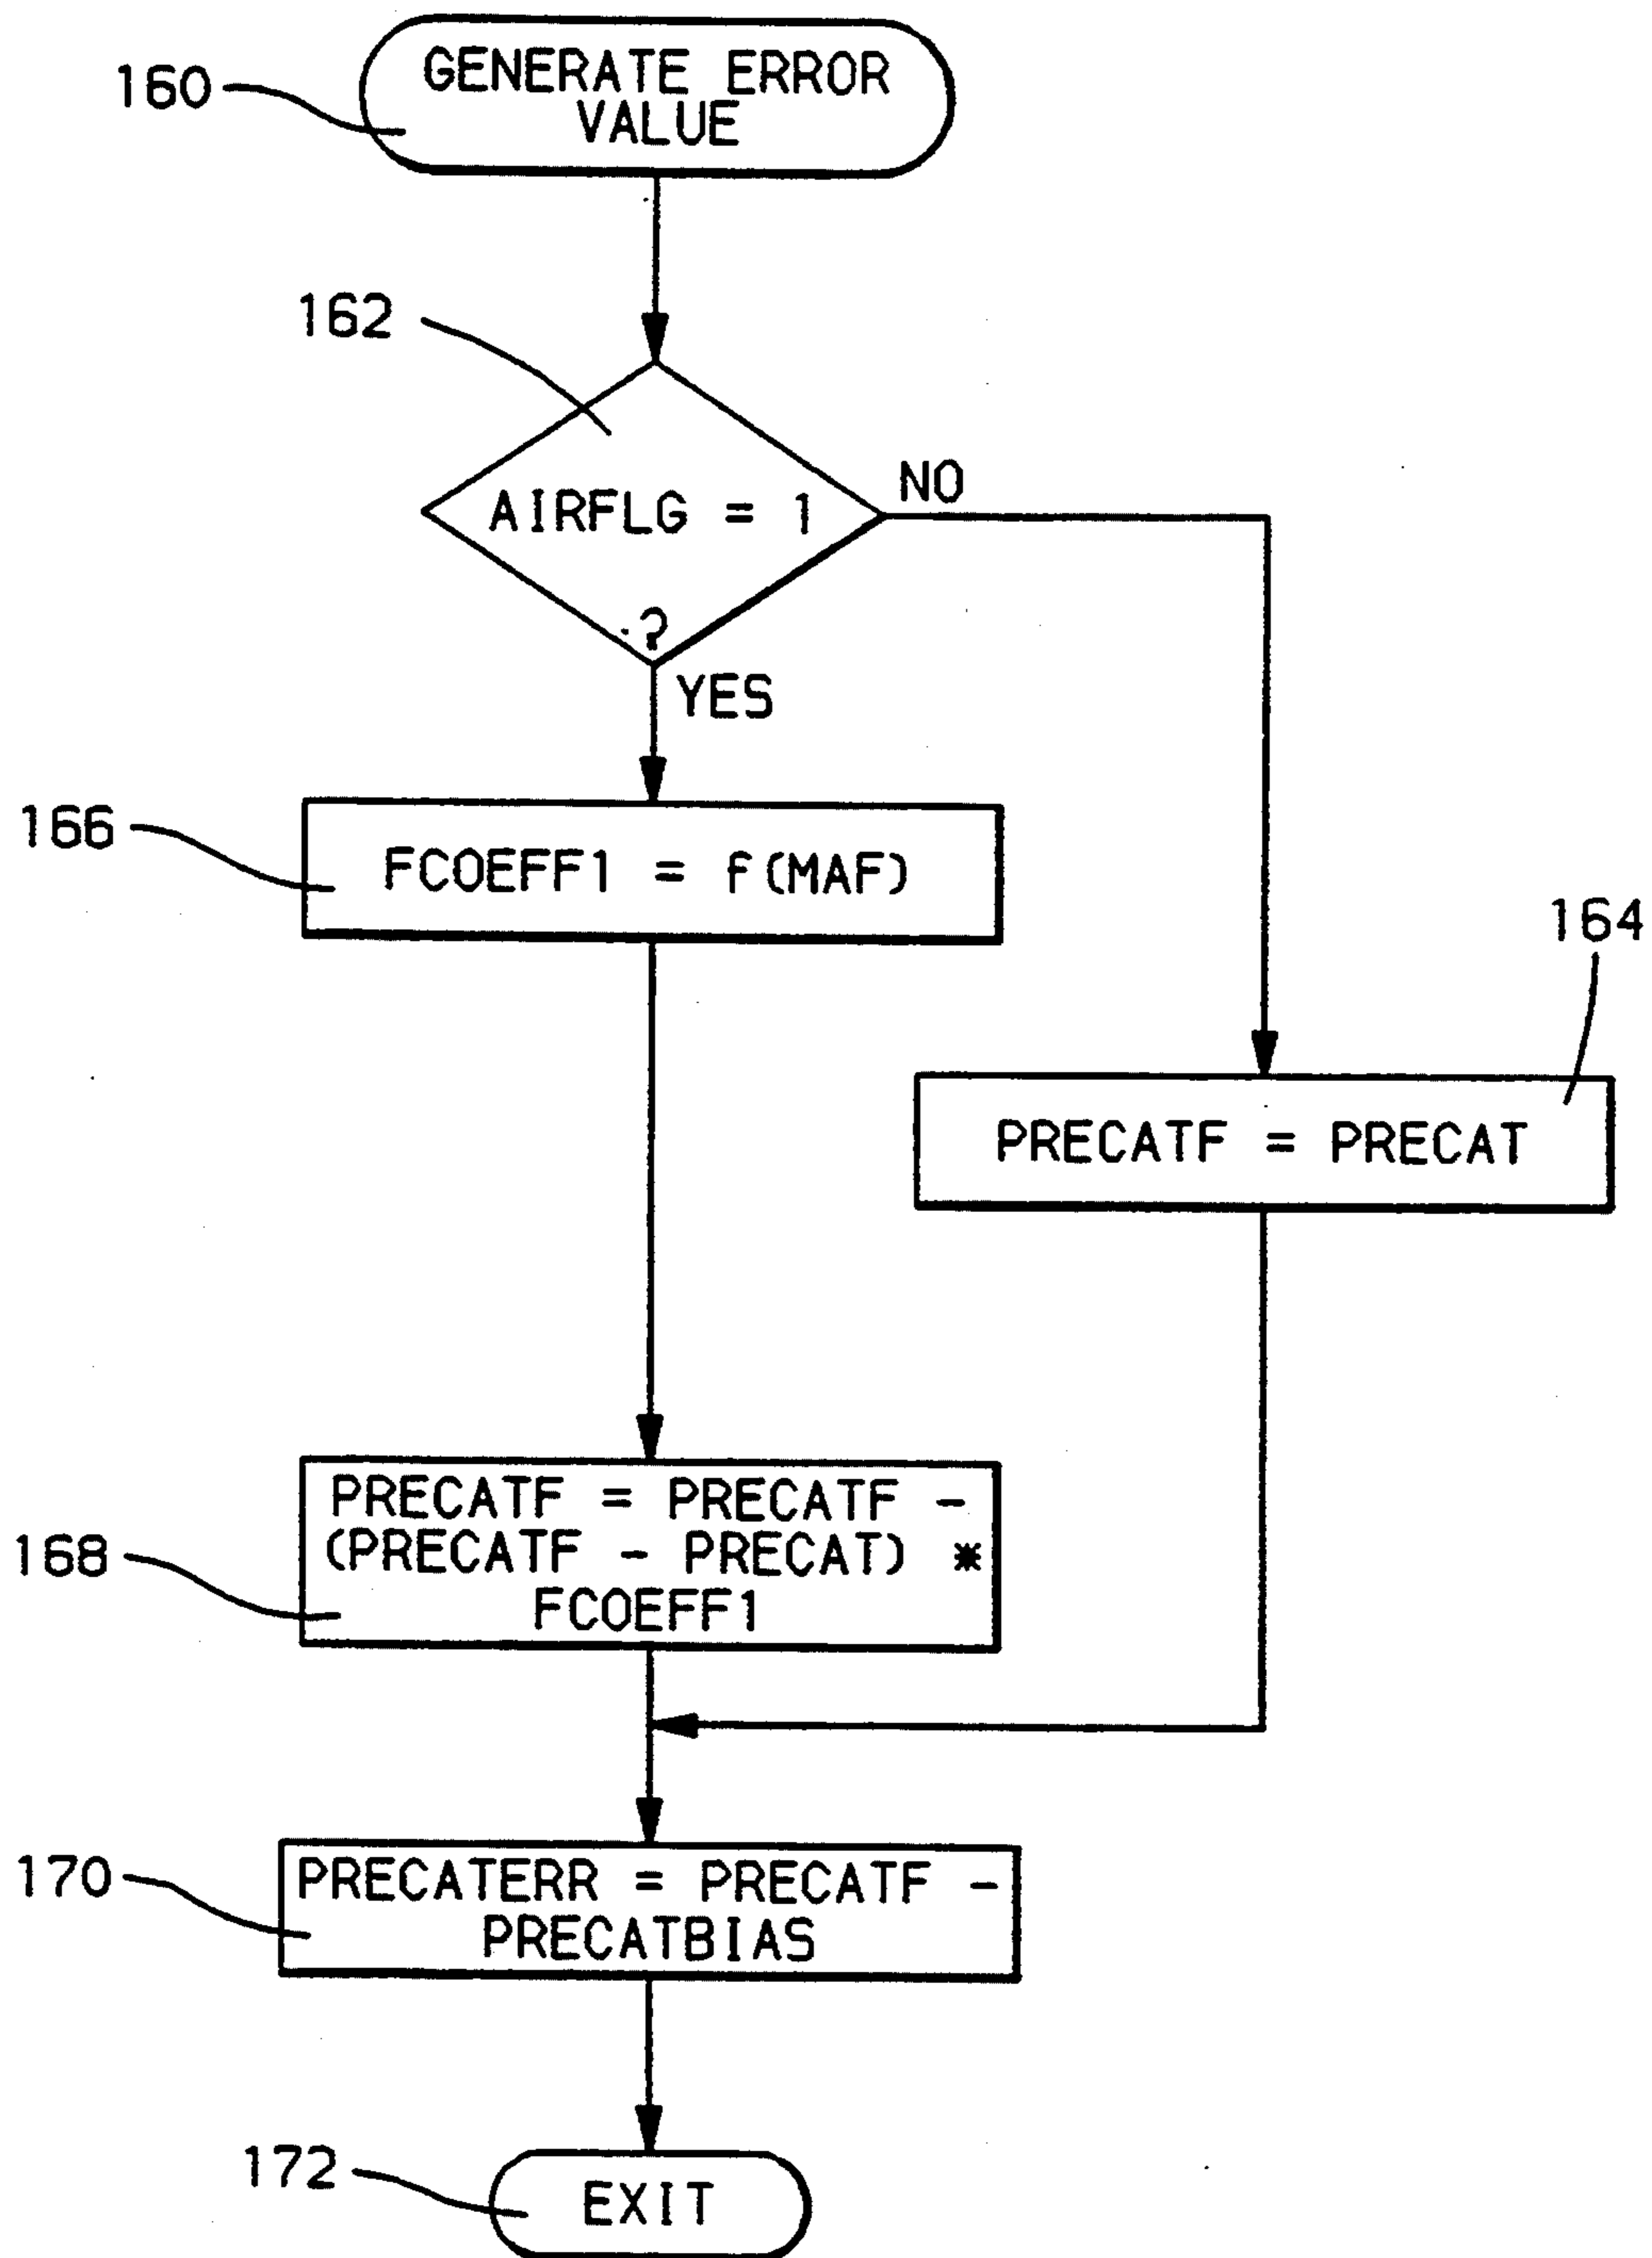 160
GENERATE ERROR
VALUE
162
AIRFLG = 1
?
NO
YES
166
FCOEFF1 = f(MAF)
164
PRECATF = PRECAT
168
PRECATF = PRECATF -
(PRECATF - PRECAT) *
FCOEFF1
170
PRECATERR = PRECATF -
PRECATBIAS
172
EXIT